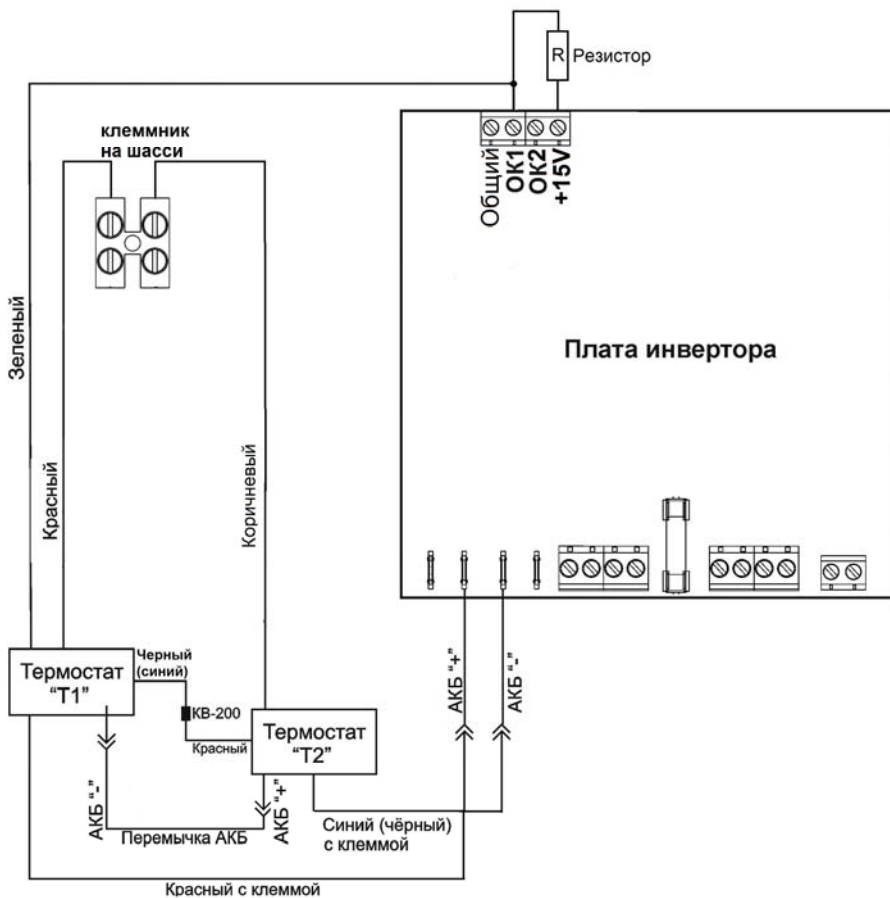 R Резистор
клеммник
на шасси
Общий
ОК1
ОК2
+15V
Плата инвертора
Зеленый
Красный
Коричневый
Черный
(синий)
Термостат
“Т1”
КВ-200
Красный
Термостат
“Т2”
АКБ “+”
АКБ “-”
АКБ “-”
АКБ “+”
Перемычка АКБ
Синий (чёрный)
с клеммой
Красный с клеммой